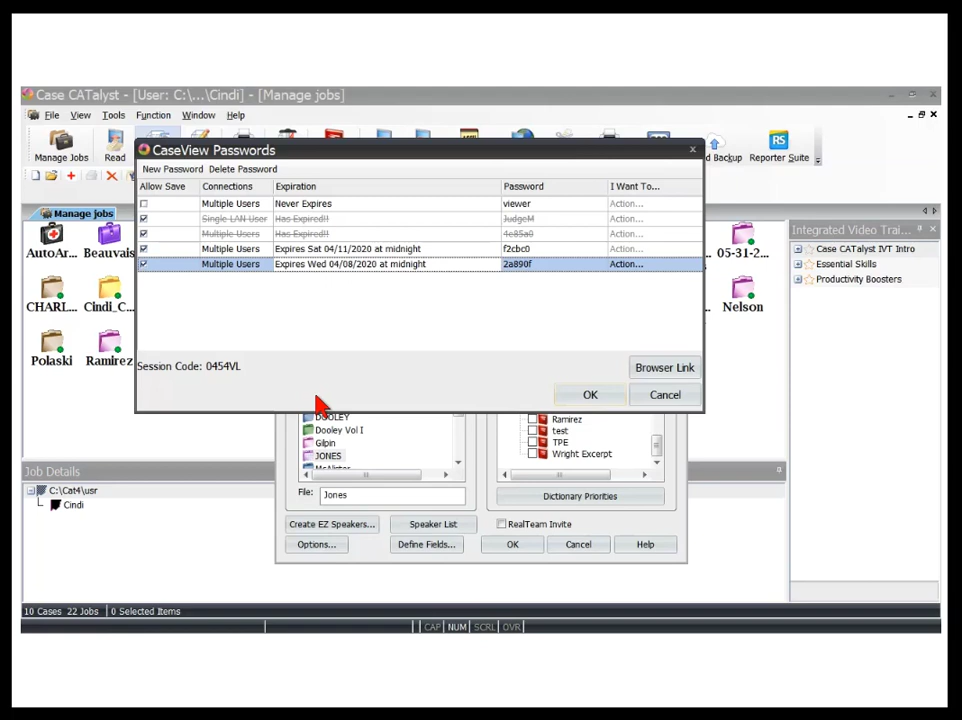 Case CATalyst - [User: C:\...\Cindi] - [Manage jobs]
File View Tools Function Window Help
CaseView Passwords
Manage Jobs Read d Backup Reporter Suite
RS
New Password Delete Password
Allow Save Connections Expiration Password I Want To...
Multiple Users Never Expires viewer Action...
Single LAN User Has Expired!! JudgeM Action...
Multiple Users Has Expired!! 4e85a0 Action...
Multiple Users Expires Sat 04/11/2020 at midnight f2cbc0 Action...
Multiple Users Expires Wed 04/08/2020 at midnight 2a890f Action...
Session Code: 0454VL
Browser Link
OK Cancel
Manage jobs
AutoAr... Beauvais 05-31-2...
CHARL... Cindi_C... Nelson
Polaski Ramirez
Integrated Video Trai...
Case CATalyst IVT Intro
Essential Skills
Productivity Boosters
DOOLEY
Dooley Vol I
Gilpin
JONES
McAlister
Ramirez
test
TPE
Wright Excerpt
File: Jones
Dictionary Priorities
Create EZ Speakers... Speaker List RealTeam Invite
Options... Define Fields... OK Cancel Help
Job Details
C:\Cat4\usr
Cindi
10 Cases 22 Jobs 0 Selected Items
CAP NUM SCRL OVR